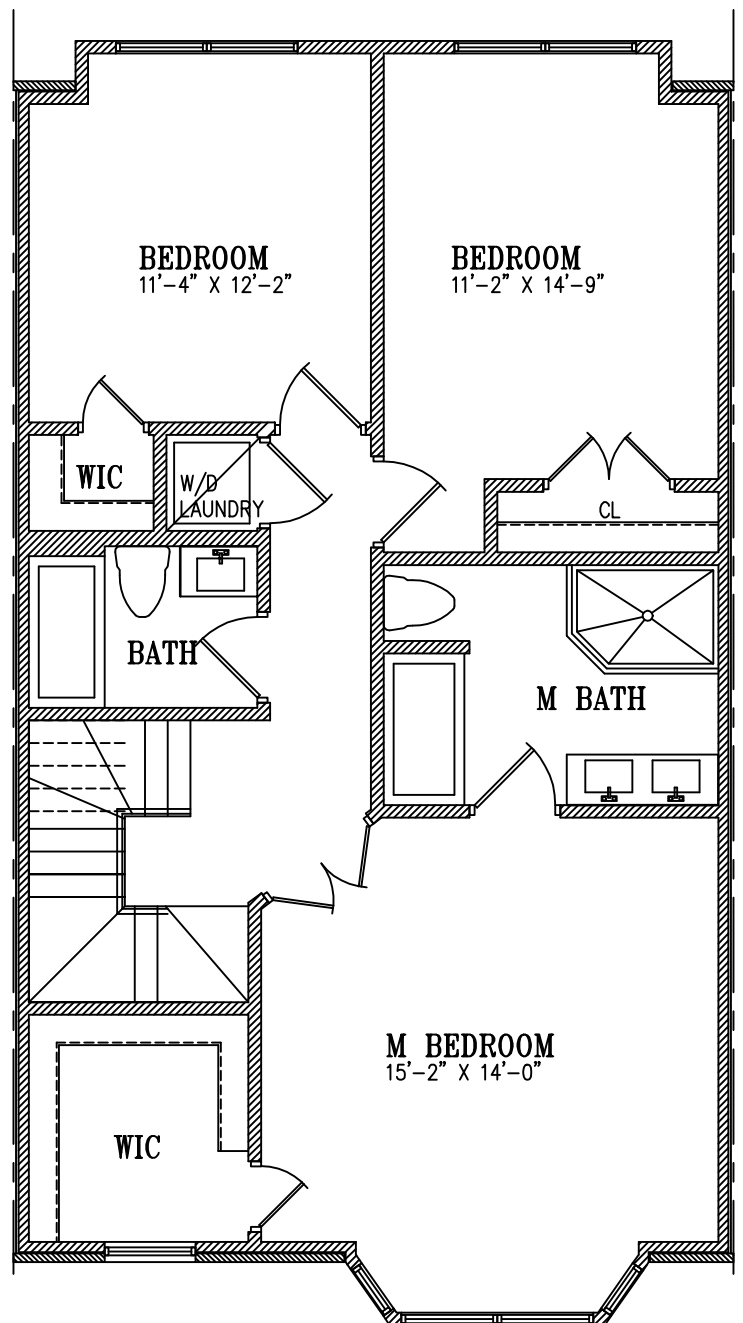 BEDROOM
11'-4" X 12'-2"
BEDROOM
11'-2" X 14'-9"
WIC
W/D
LAUNDRY
CL
BATH
M BATH
M BEDROOM
15'-2" X 14'-0"
WIC